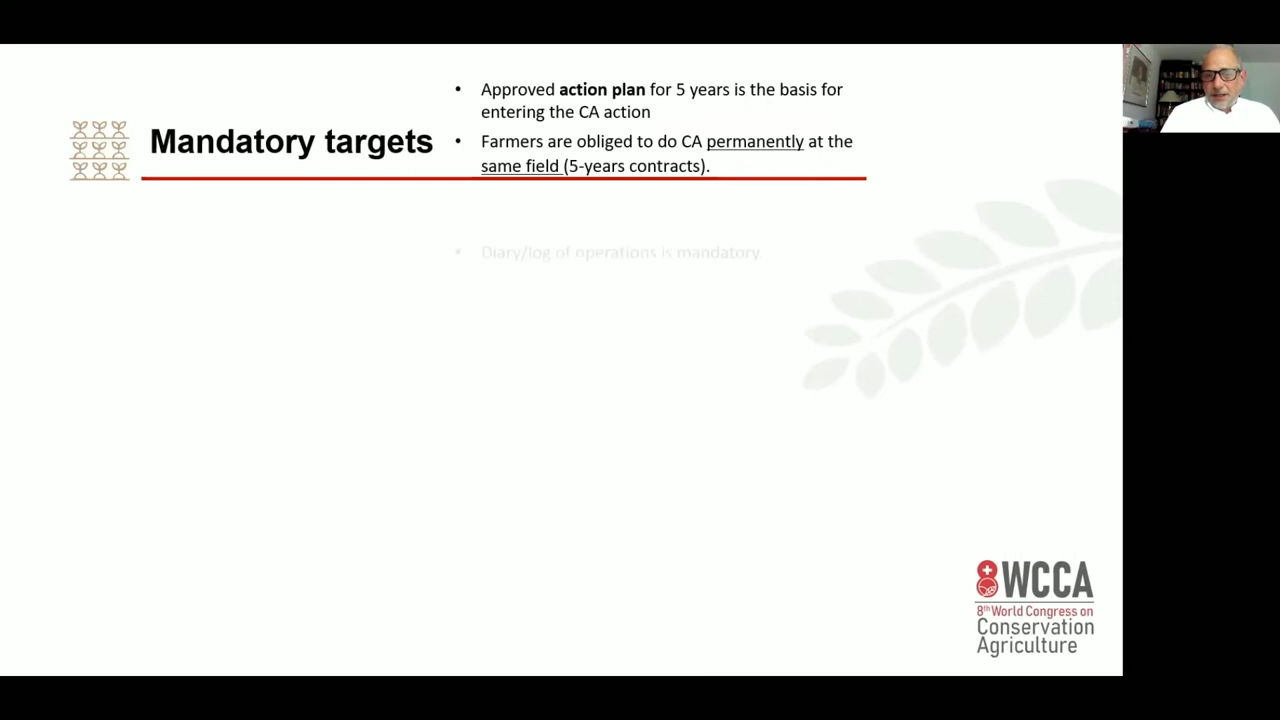 Mandatory targets
• Approved action plan for 5 years is the basis for
entering the CA action
• Farmers are obliged to do CA permanently at the
same field (5-years contracts).
• Diary/log of operations is mandatory.
8WCCA
8th World Congress on
Conservation
Agriculture